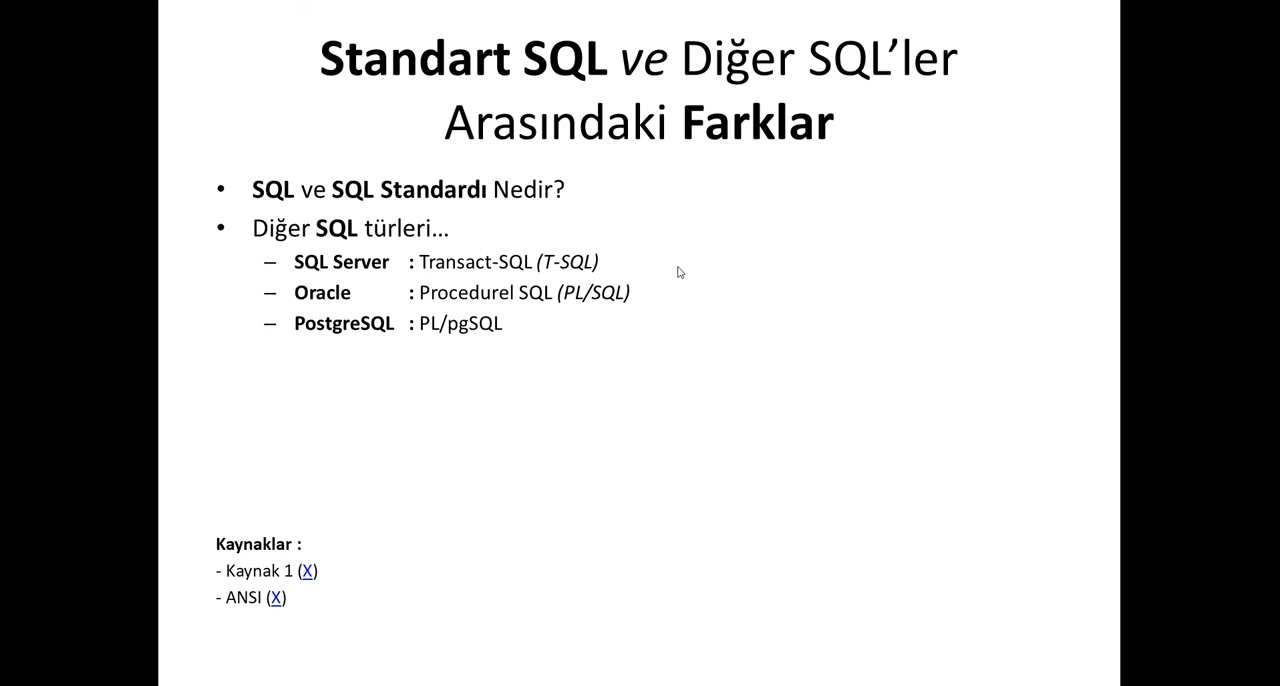 Standart SQL ve Diğer SQL’ler
Arasındaki Farklar
• SQL ve SQL Standardı Nedir?
• Diğer SQL türleri…
– SQL Server : Transact-SQL (T-SQL)
– Oracle : Procedurel SQL (PL/SQL)
– PostgreSQL : PL/pgSQL
Kaynaklar :
- Kaynak 1 (X)
- ANSI (X)